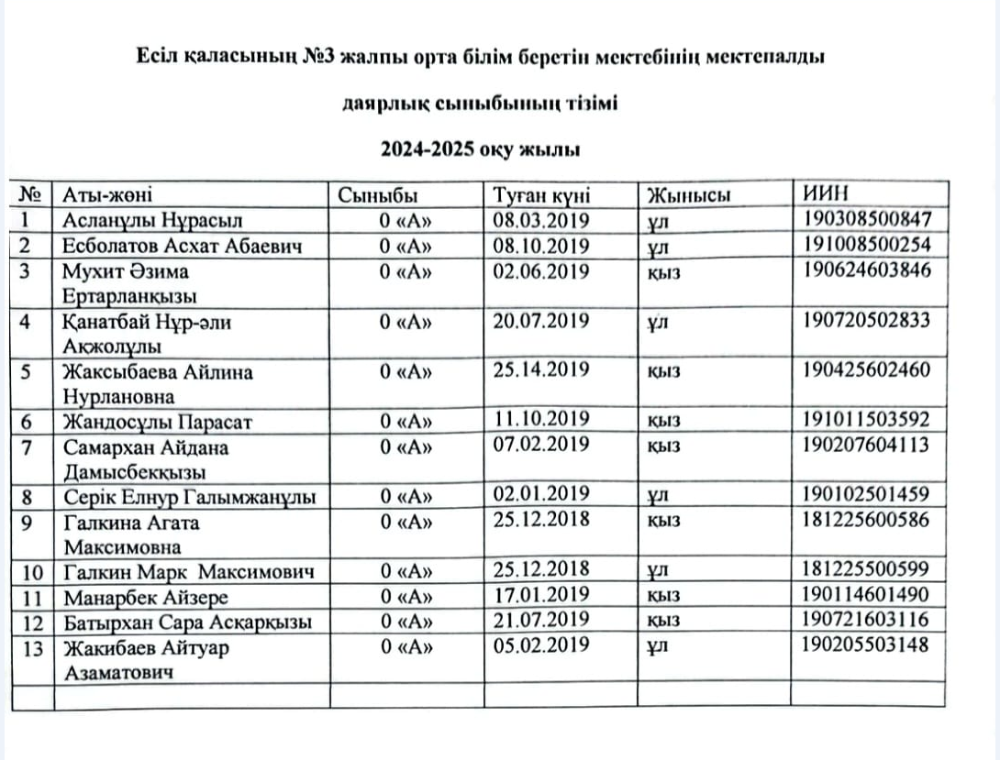 Есіл қаласының №3 жалпы орта білім беретін мектебінің мектепалды
даярлық сыныбының тізімі
2024-2025 оқу жылы
№ Аты-жөні Сыныбы Туған күні Жынысы ИИН
1 Асланұлы Нұрасыл 0 «А» 08.03.2019 ұл 190308500847
2 Есболатов Асхат Абаевич 0 «А» 08.10.2019 ұл 191008500254
3 Мухит Әзима 0 «А» 02.06.2019 қыз 190624603846
Ертарланқызы
4 Қанатбай Нұр-әли 0 «А» 20.07.2019 ұл 190720502833
Ақжолұлы
5 Жаксыбаева Айлина 0 «А» 25.14.2019 қыз 190425602460
Нурлановна
6 Жандосұлы Парасат 0 «А» 11.10.2019 қыз 191011503592
7 Самархан Айдана 0 «А» 07.02.2019 қыз 190207604113
Дамысбекқызы
8 Серік Елнур Галымжанұлы 0 «А» 02.01.2019 ұл 190102501459
9 Галкина Агата 0 «А» 25.12.2018 қыз 181225600586
Максимовна
10 Галкин Марк Максимович 0 «А» 25.12.2018 ұл 181225500599
11 Манарбек Айзере 0 «А» 17.01.2019 қыз 190114601490
12 Батырхан Сара Асқарқызы 0 «А» 21.07.2019 қыз 190721603116
13 Жакибаев Айтуар 0 «А» 05.02.2019 ұл 190205503148
Азаматович